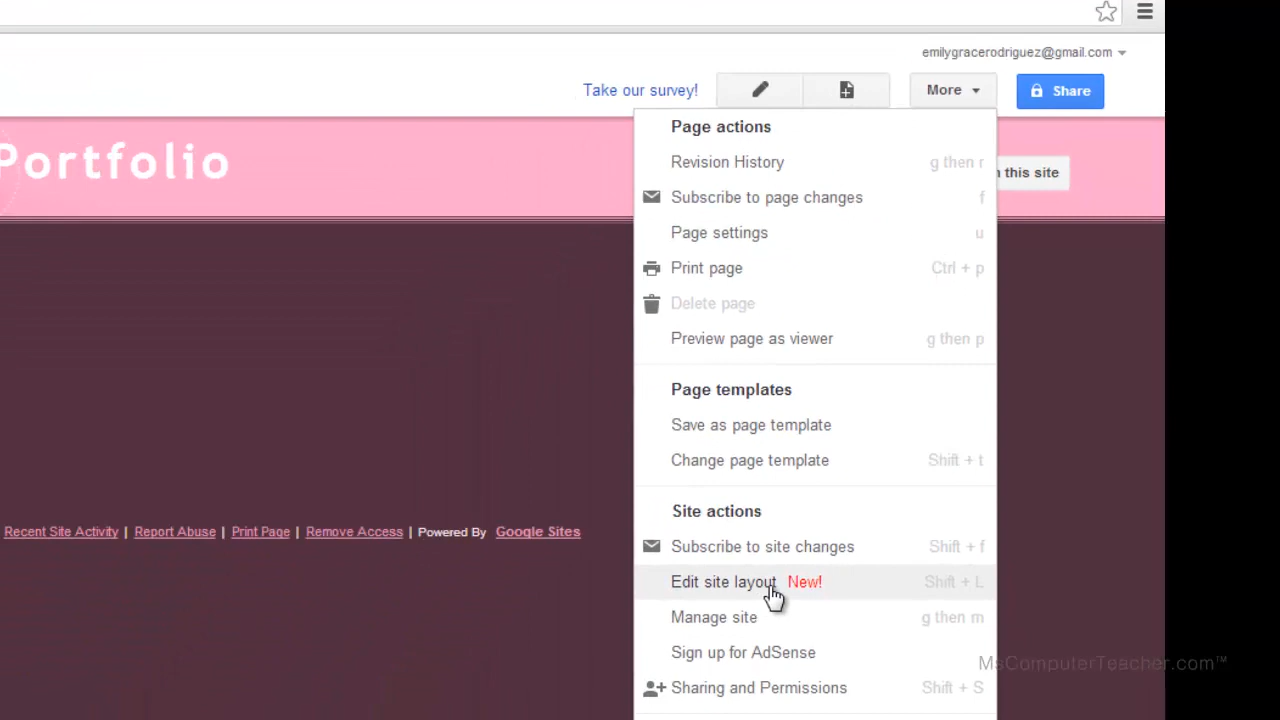 emilygracerodriguez@gmail.com
Take our survey!
More
Share
Portfolio
this site
Page actions
Revision History g then r
Subscribe to page changes f
Page settings u
Print page Ctrl + p
Delete page
Preview page as viewer g then p
Page templates
Save as page template
Change page template Shift + t
Site actions
Subscribe to site changes Shift + f
Recent Site Activity | Report Abuse | Print Page | Remove Access | Powered By Google Sites
Edit site layout New! Shift + L
Manage site g then m
Sign up for AdSense
Sharing and Permissions Shift + S
MsComputerTeacher.com™